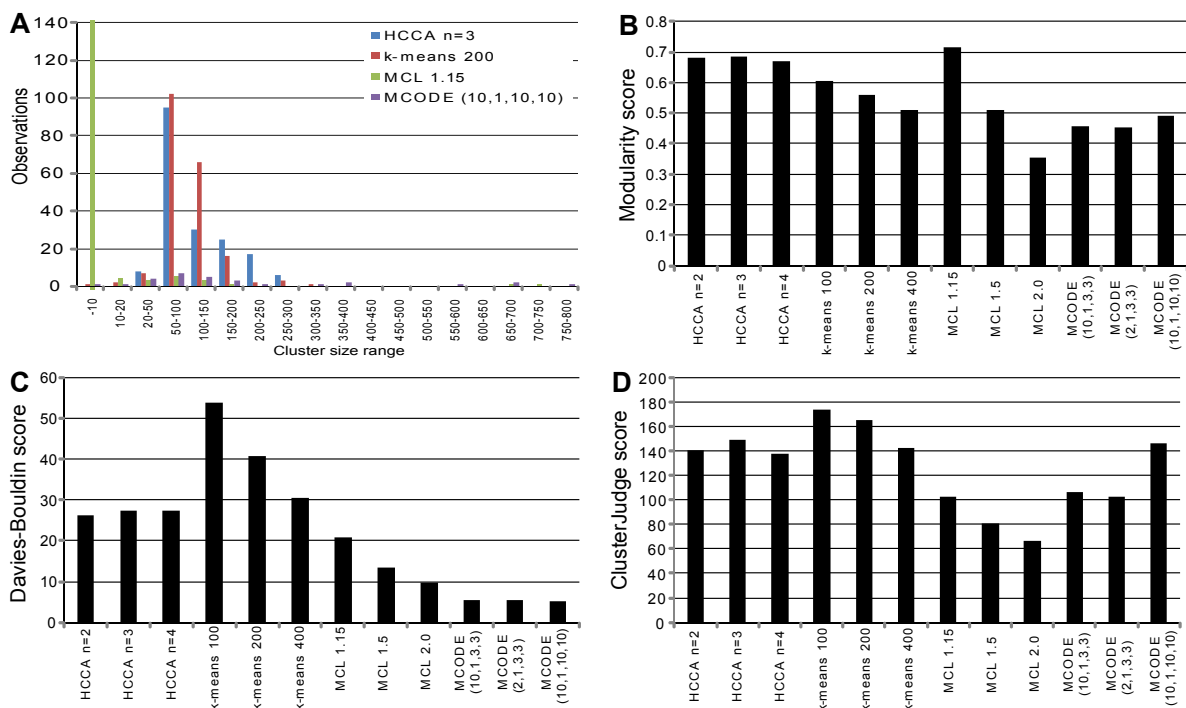 A
Observations
140
120
100
80
60
40
20
0
HCCA n=3
k-means 200
MCL 1.15
MCODE (10,1,10,10)
-10
10-20
20-50
50-100
100-150
150-200
200-250
250-300
300-350
350-400
400-450
450-500
500-550
550-600
600-650
650-700
700-750
750-800
Cluster size range
B
Modularity score
0.8
0.7
0.6
0.5
0.4
0.3
0.2
0.1
0
HCCA n=2
HCCA n=3
HCCA n=4
k-means 100
k-means 200
k-means 400
MCL 1.15
MCL 1.5
MCL 2.0
MCODE
(10,1,3,3)
MCODE
(2,1,3,3)
MCODE
(10,1,10,10)
C
Davies-Bouldin score
60
50
40
30
20
10
0
HCCA n=2
HCCA n=3
HCCA n=4
k-means 100
k-means 200
k-means 400
MCL 1.15
MCL 1.5
MCL 2.0
MCODE
(10,1,3,3)
MCODE
(2,1,3,3)
MCODE
(10,1,10,10)
D
ClusterJudge score
200
180
160
140
120
100
80
60
40
20
0
HCCA n=2
HCCA n=3
HCCA n=4
k-means 100
k-means 200
k-means 400
MCL 1.15
MCL 1.5
MCL 2.0
MCODE
(10,1,3,3)
MCODE
(2,1,3,3)
MCODE
(10,1,10,10)